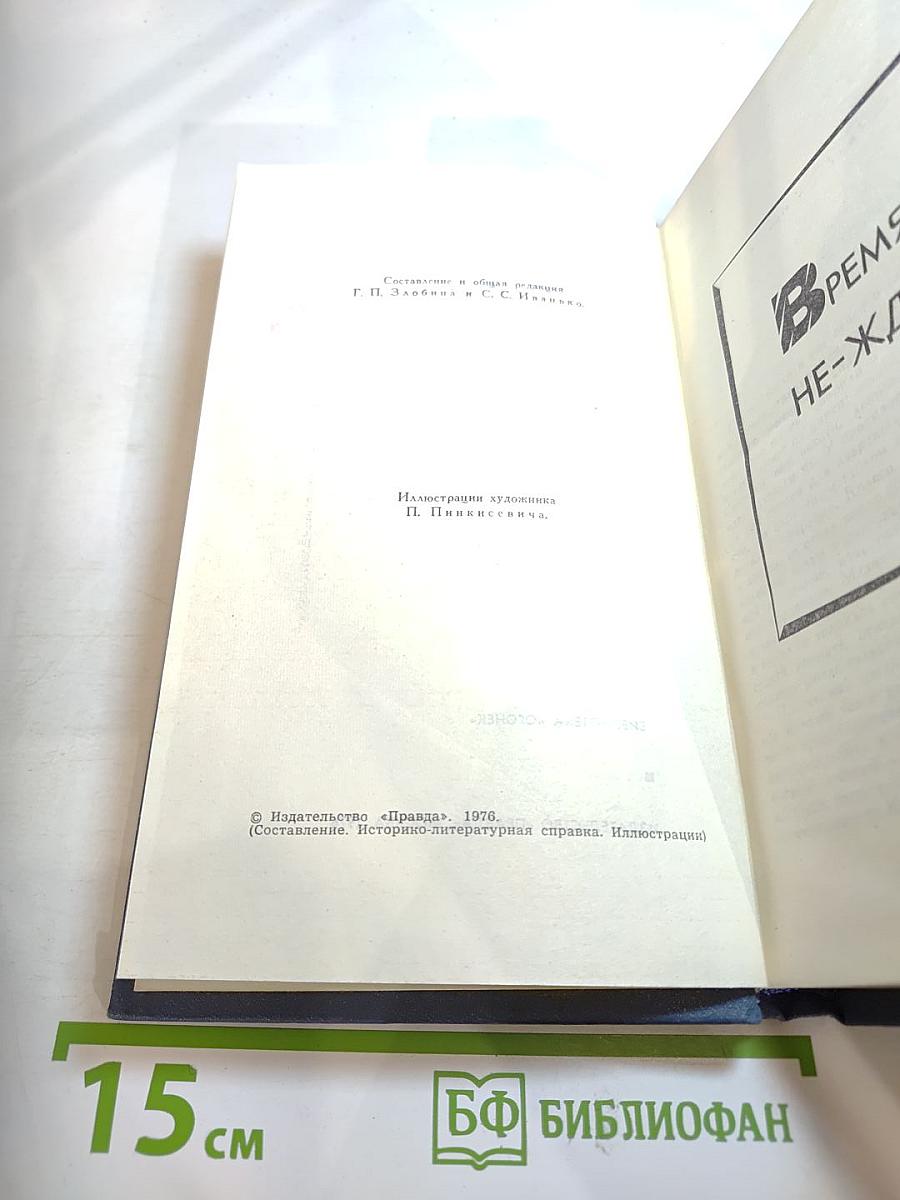 Составление и общая редакция
Г. П. Злобина и С. С. Иванько.
Иллюстрации художника
П. Пинкисевича.
© Издательство «Правда». 1976.
(Составление. Историко-литературная справка. Иллюстрации)
ВРЕМЯ
НЕ-ЖД
15 см
БФ БИБЛИОФАН